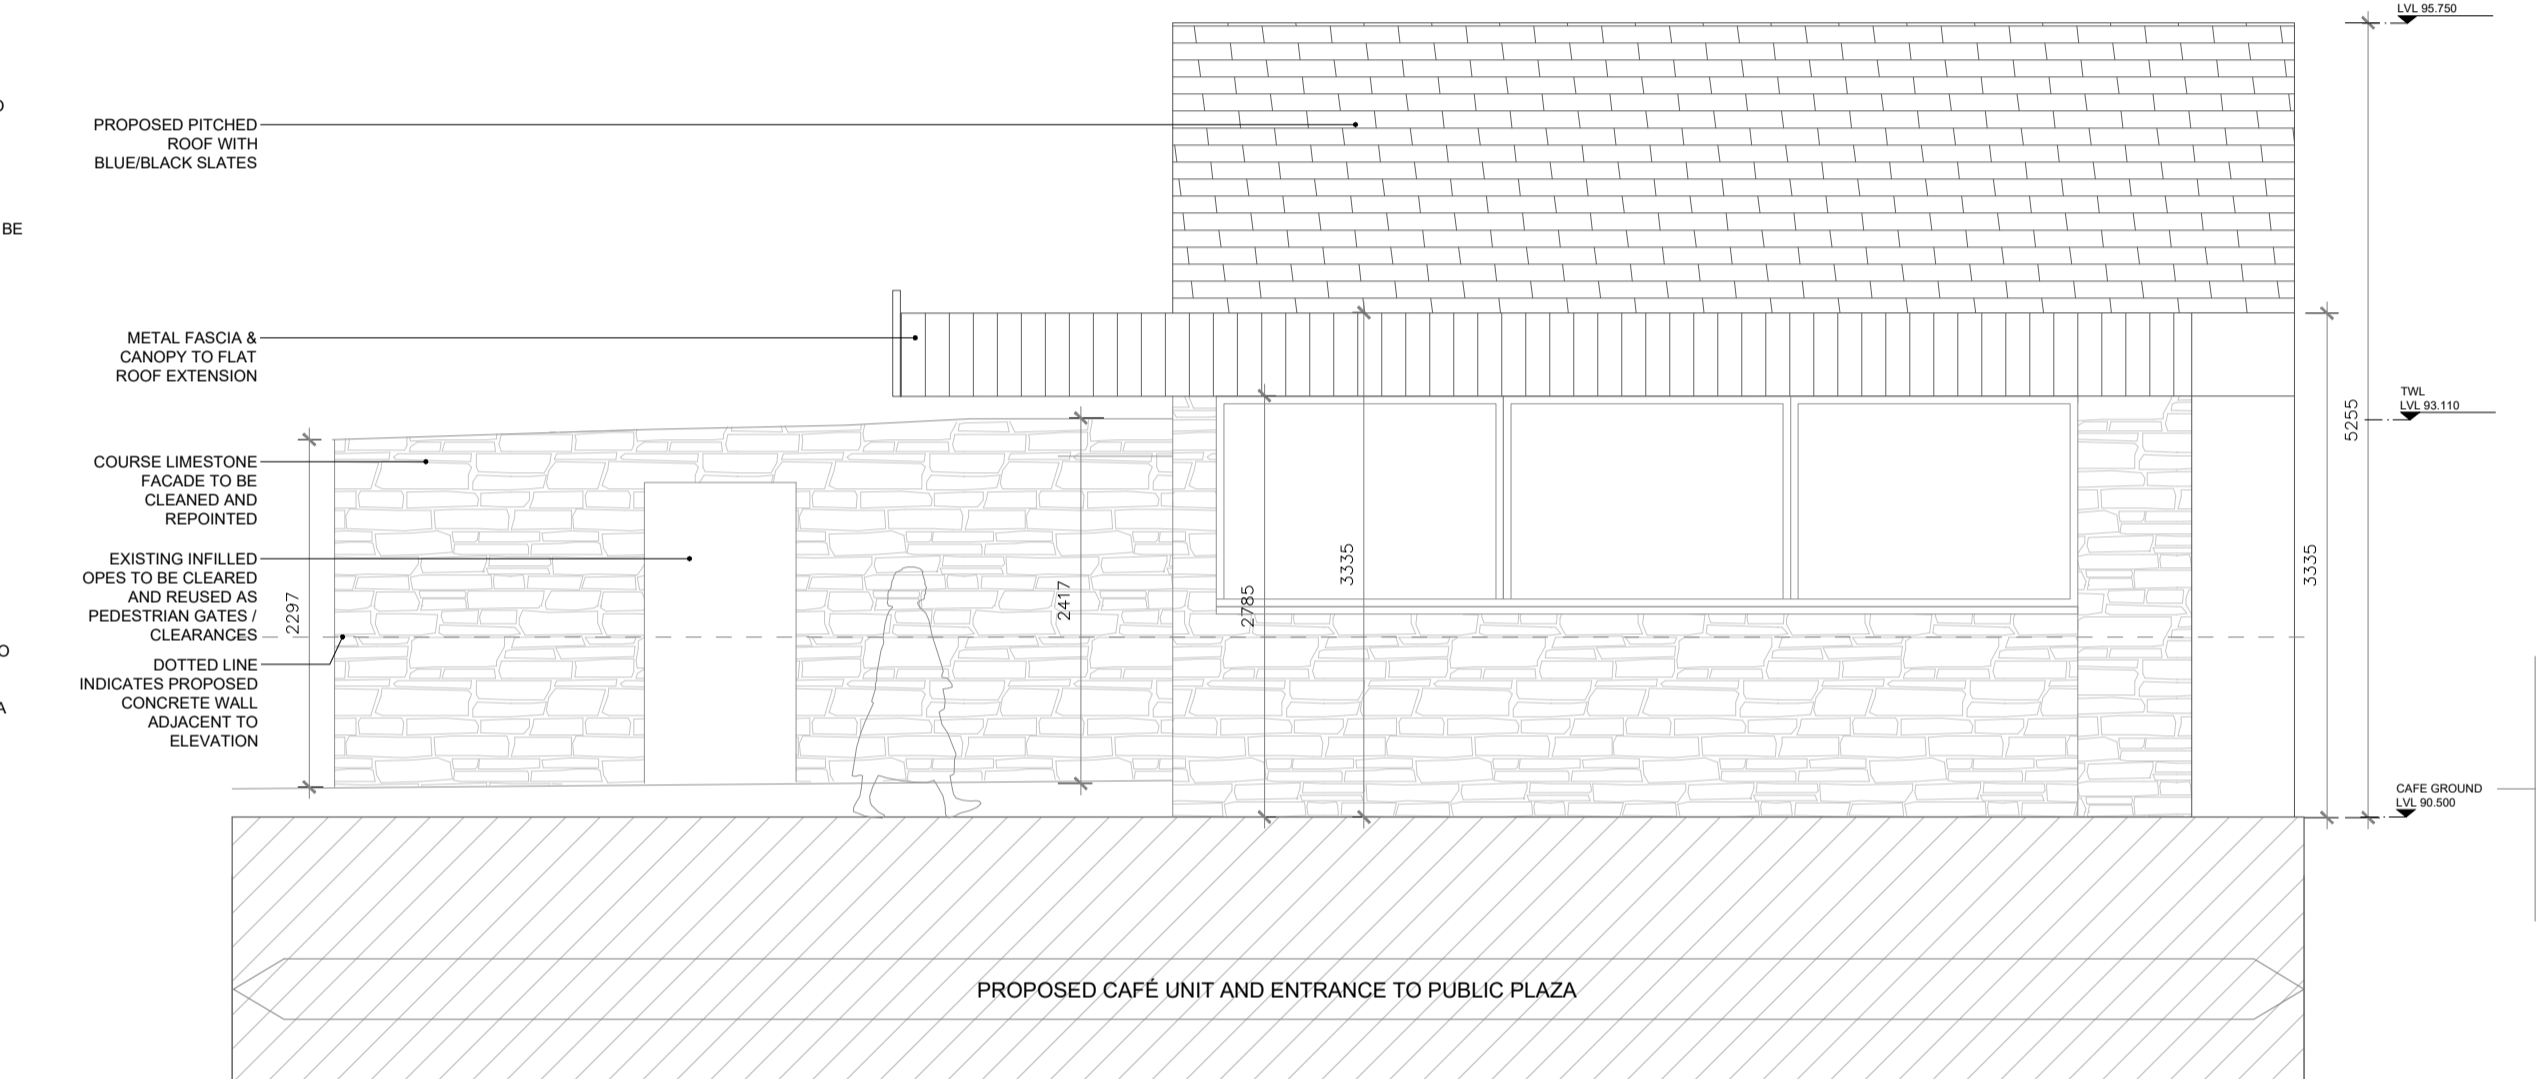 LVL 95.750
O
PROPOSED PITCHED
ROOF WITH
BLUE/BLACK SLATES
BE
METAL FASCIA &
CANOPY TO FLAT
ROOF EXTENSION
TWL
LVL 93.110
5255
COURSE LIMESTONE
FACADE TO BE
CLEANED AND
REPOINTED
EXISTING INFILLED
OPES TO BE CLEARED
AND REUSED AS
PEDESTRIAN GATES /
CLEARANCES
2297
2417
2785
3335
3335
O
DOTTED LINE
INDICATES PROPOSED
CONCRETE WALL
ADJACENT TO
ELEVATION
A
CAFE GROUND
LVL 90.500
PROPOSED CAFÉ UNIT AND ENTRANCE TO PUBLIC PLAZA